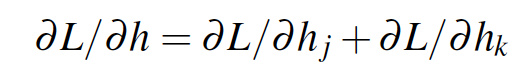 ∂L/∂h = ∂L/∂h_j + ∂L/∂h_k